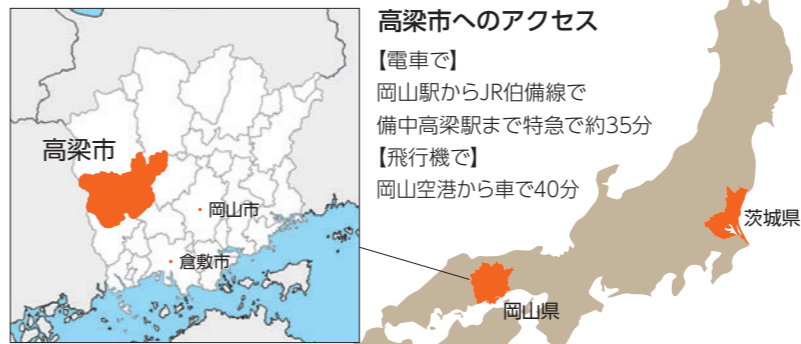 高梁市
岡山市
倉敷市
高梁市へのアクセス
【電車で】
岡山駅からJR伯備線で
備中高梁駅まで特急で約35分
【飛行機で】
岡山空港から車で40分
茨城県
岡山県